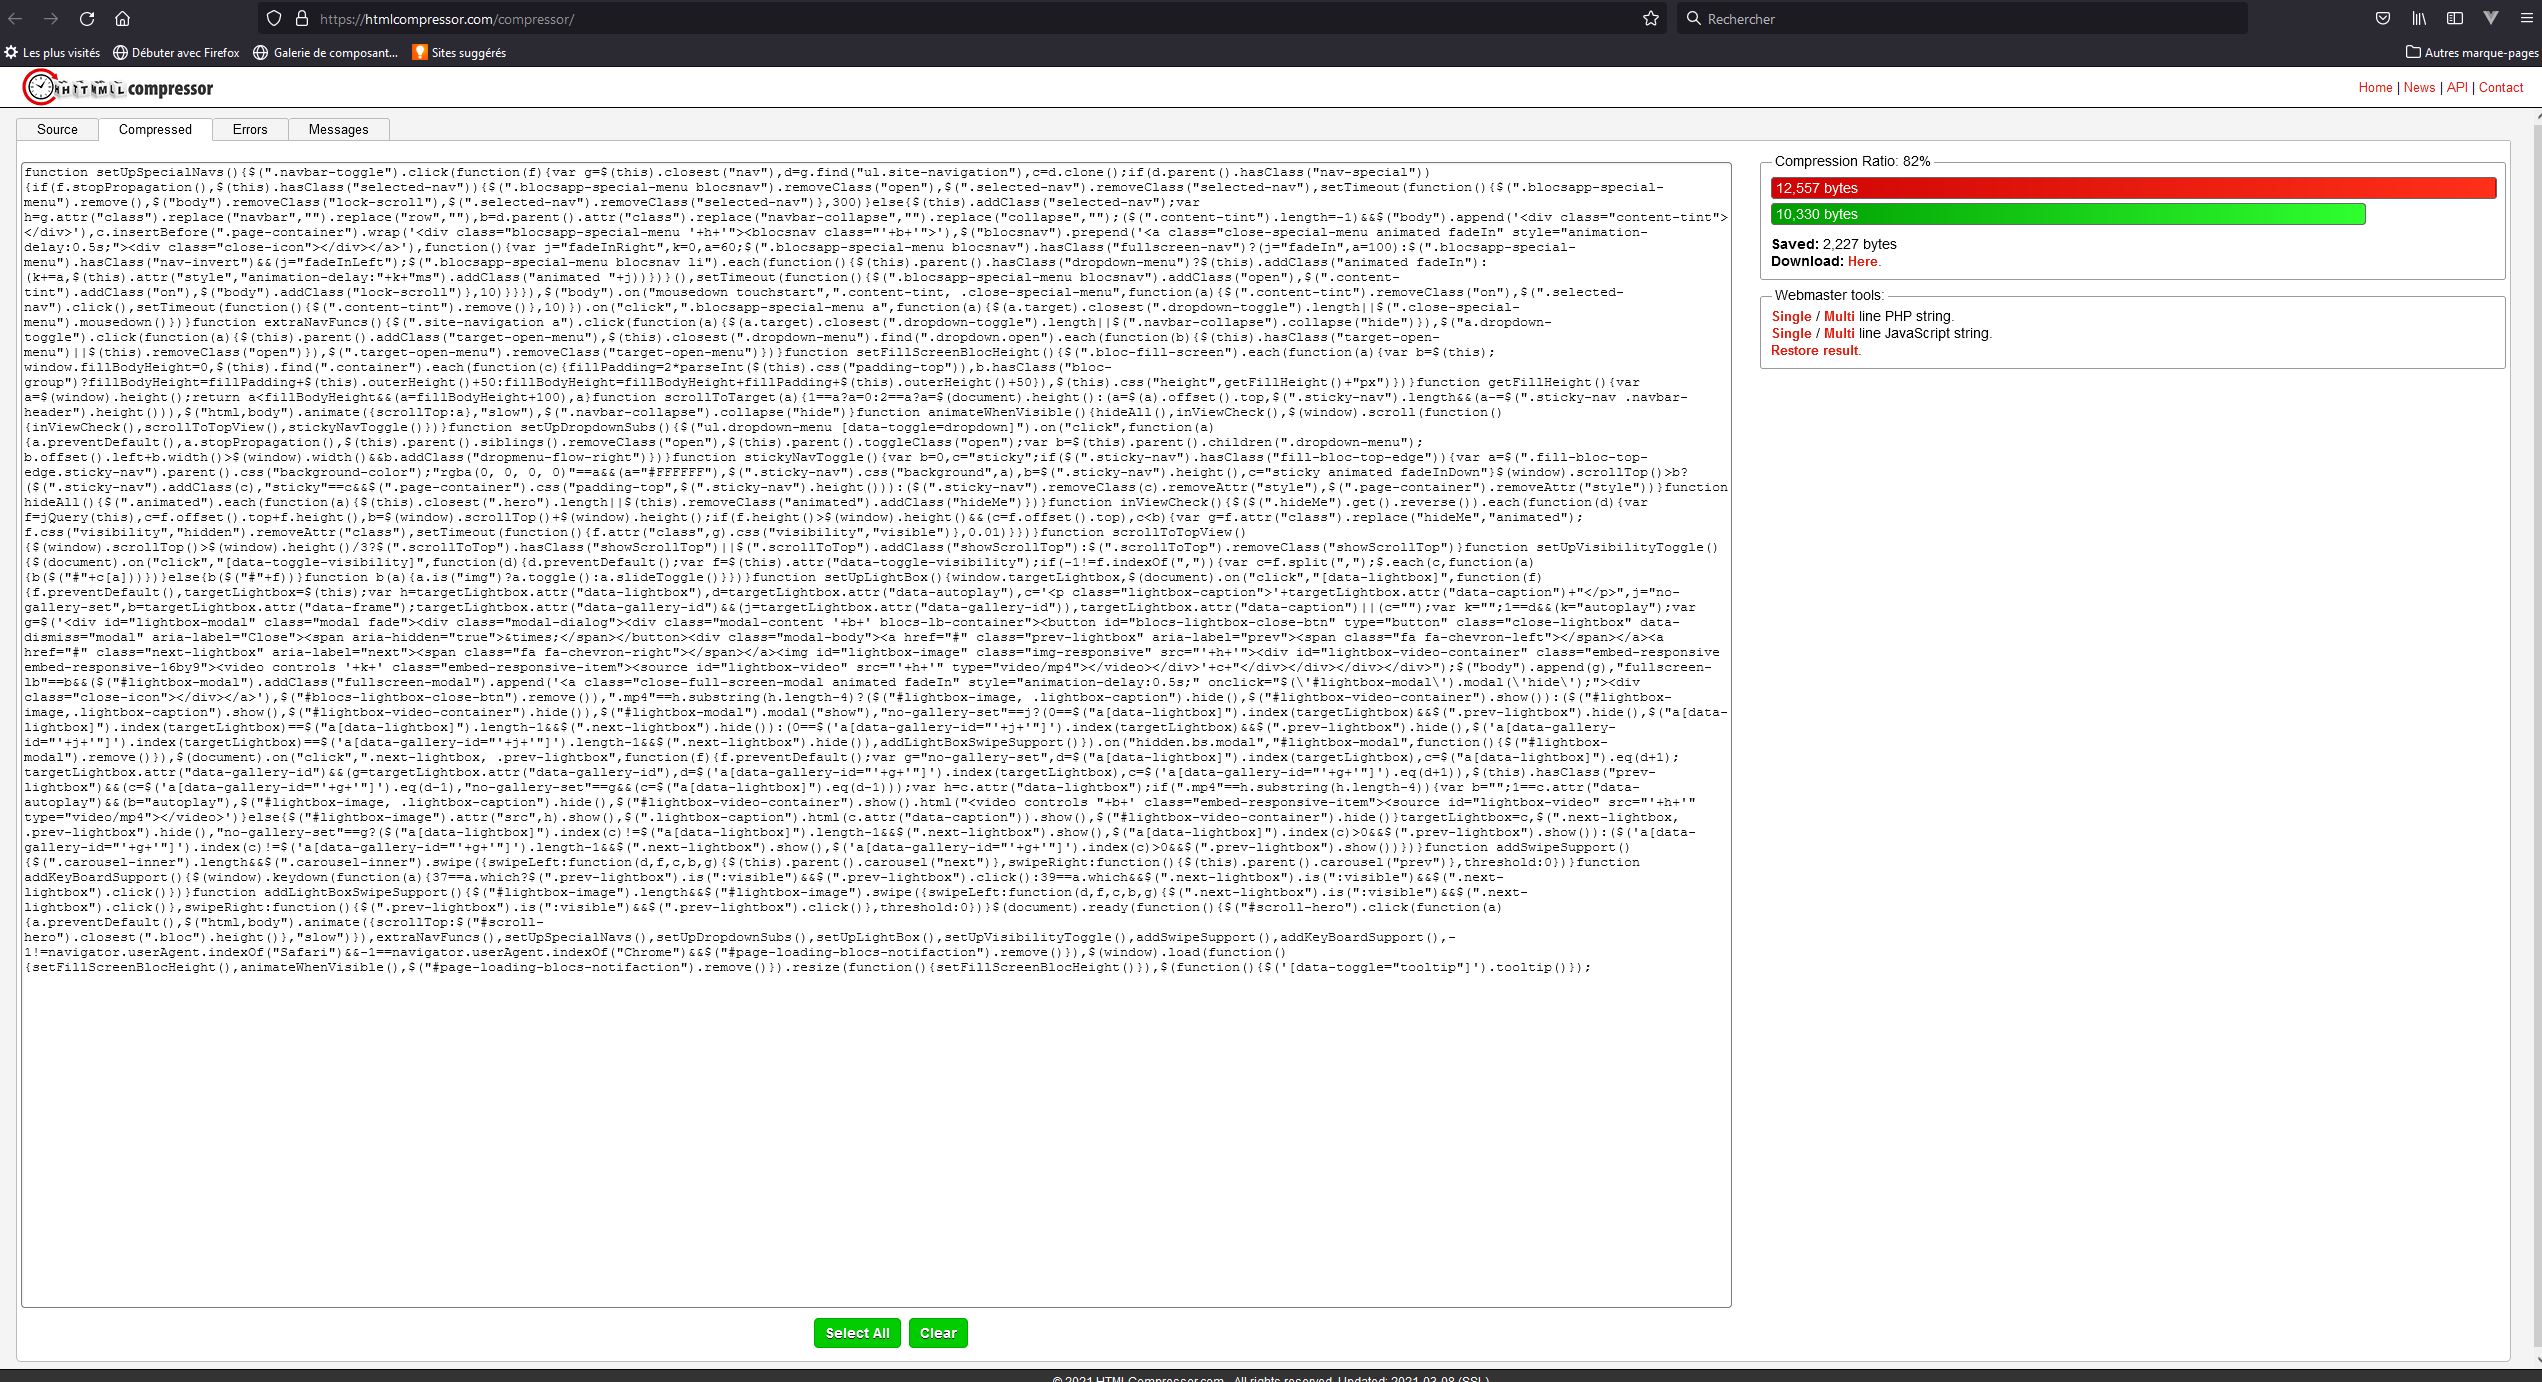 https://htmlcompressor.com/compressor/
Rechercher
Les plus visités
Débuter avec Firefox
Galerie de composant...
Sites suggérés
Autres marque-pages
HTML compressor
Home | News | API | Contact
Source
Compressed
Errors
Messages
function setUpSpecialNavs(){$(".navbar-toggle").click(function(f){var g=$(this).closest("nav"),d=g.find("ul.site-navigation"),c=d.clone();if(d.parent().hasClass("nav-special"))
{if(f.stopPropagation(),$(this).hasClass("selected-nav")){$(".blocsapp-special-menu blocsnav").removeClass("open"),$(".selected-nav").removeClass("selected-nav"),setTimeout(function(){$(".blocsapp-special-
menu").remove(),$("body").removeClass("lock-scroll"),$(".selected-nav").removeClass("selected-nav")},300)}else{$(this).addClass("selected-nav");var
h=g.attr("class").replace("navbar","").replace("row",""),b=d.parent().attr("class").replace("navbar-collapse","").replace("collapse","");($(".content-tint").length=-1)&&$("body").append('<div class="content-tint">
</div>'),c.insertBefore(".page-container").wrap('<div class="blocsapp-special-menu '+h+'"><blocsnav class="'+b+'">'),$("blocsnav").prepend('<a class="close-special-menu animated fadeIn" style="animation-
delay:0.5s;"><div class="close-icon"></div></a>'),function(){var j="fadeInRight",k=0,a=60;$(".blocsapp-special-menu blocsnav").hasClass("fullscreen-nav")?(j="fadeIn",a=100):$(".blocsapp-special-
menu").hasClass("nav-invert")&&(j="fadeInLeft");$(".blocsapp-special-menu blocsnav li").each(function(){$(this).parent().hasClass("dropdown-menu")?$(this).addClass("animated fadeIn"):
(k+=a,$(this).attr("style","animation-delay:"+k+"ms").addClass("animated "+j))})}(),setTimeout(function(){$(".blocsapp-special-menu blocsnav").addClass("open"),$(".content-
tint").addClass("on"),$("body").addClass("lock-scroll")},10)}}}),$("body").on("mousedown touchstart",".content-tint, .close-special-menu",function(a){$(".content-tint").removeClass("on"),$(".selected-
nav").click(),setTimeout(function(){$(".content-tint").remove()},10)}).on("click",".blocsapp-special-menu a",function(a){$(a.target).closest(".dropdown-toggle").length||$(".close-special-
menu").mousedown()})}function extraNavFuncs(){$(".site-navigation a").click(function(a){$(a.target).closest(".dropdown-toggle").length||$(".navbar-collapse").collapse("hide")}),$("a.dropdown-
toggle").click(function(a){$(this).parent().addClass("target-open-menu"),$(this).closest(".dropdown-menu").find(".dropdown.open").each(function(b){$(this).hasClass("target-open-
menu")||$(this).removeClass("open")}),$(".target-open-menu").removeClass("target-open-menu")})}function setFillScreenBlocHeight(){$(".bloc-fill-screen").each(function(a){var b=$(this);
window.fillBodyHeight=0,$(this).find(".container").each(function(c){fillPadding=2*parseInt($(this).css("padding-top")),b.hasClass("bloc-
group")?fillBodyHeight=fillPadding+$(this).outerHeight()+50:fillBodyHeight=fillBodyHeight+fillPadding+$(this).outerHeight()+50}),$(this).css("height",getFillHeight()+"px")})}function getFillHeight(){var
a=$(window).height();return a<fillBodyHeight&&(a=fillBodyHeight+100),a}function scrollToTarget(a){1==a?a=0:2==a?a=$(document).height():(a=$(a).offset().top,$(".sticky-nav").length&&(a-=$(".sticky-nav .navbar-
header").height())),$("html,body").animate({scrollTop:a},"slow"),$(".navbar-collapse").collapse("hide")}function animateWhenVisible(){hideAll(),inViewCheck(),$(window).scroll(function()
{inViewCheck(),scrollToTopView(),stickyNavToggle()})}function setUpDropdownSubs(){$("ul.dropdown-menu [data-toggle=dropdown]").on("click",function(a)
{a.preventDefault(),a.stopPropagation(),$(this).parent().siblings().removeClass("open"),$(this).parent().toggleClass("open");var b=$(this).parent().children(".dropdown-menu");
b.offset().left+b.width()>$(window).width()&&b.addClass("dropmenu-flow-right")})}function stickyNavToggle(){var b=0,c="sticky";if($(".sticky-nav").hasClass("fill-bloc-top-edge")){var a=$(".fill-bloc-top-
edge.sticky-nav").parent().css("background-color");"rgba(0, 0, 0, 0)"==a&&(a="#FFFFFF"),$(".sticky-nav").css("background",a),b=$(".sticky-nav").height(),c="sticky animated fadeInDown"}$(window).scrollTop()>b?
($(".sticky-nav").addClass(c),"sticky"==c&&$(".page-container").css("padding-top",$(".sticky-nav").height())):($(".sticky-nav").removeClass(c).removeAttr("style"),$(".page-container").removeAttr("style"))}function
hideAll(){$(".animated").each(function(a){$(this).closest(".hero").length||$(this).removeClass("animated").addClass("hideMe")})}function inViewCheck(){$($(".hideMe").get().reverse()).each(function(d){var
f=jQuery(this),c=f.offset().top+f.height(),b=$(window).scrollTop()+$(window).height();if(f.height()>$(window).height()&&(c=f.offset().top),c<b){var g=f.attr("class").replace("hideMe","animated");
f.css("visibility","hidden").removeAttr("class"),setTimeout(function(){f.attr("class",g).css("visibility","visible")},0.01)}})}function scrollToTopView()
{$(window).scrollTop()>$(window).height()/3?$(".scrollToTop").hasClass("showScrollTop")||$(".scrollToTop").addClass("showScrollTop"):$(".scrollToTop").removeClass("showScrollTop")}function setUpVisibilityToggle()
{$(document).on("click","[data-toggle-visibility]",function(d){d.preventDefault();var f=$(this).attr("data-toggle-visibility");if(-1!=f.indexOf(",")){var c=f.split(",");$.each(c,function(a)
{b($("#"+c[a]))})}else{b($("#"+f))}function b(a){a.is("img")?a.toggle():a.slideToggle()}})}function setUpLightBox(){window.targetLightbox,$(document).on("click","[data-lightbox]",function(f)
{f.preventDefault(),targetLightbox=$(this);var h=targetLightbox.attr("data-lightbox"),d=targetLightbox.attr("data-autoplay"),c='<p class="lightbox-caption">'+targetLightbox.attr("data-caption")+"</p>",j="no-
gallery-set",b=targetLightbox.attr("data-frame");targetLightbox.attr("data-gallery-id")&&(j=targetLightbox.attr("data-gallery-id")),targetLightbox.attr("data-caption")||(c="");var k="";1==d&&(k="autoplay");var
g=$('<div id="lightbox-modal" class="modal fade"><div class="modal-dialog"><div class="modal-content '+b+' blocs-lb-container"><button id="blocs-lightbox-close-btn" type="button" class="close-lightbox" data-
dismiss="modal" aria-label="Close"><span aria-hidden="true">&times;</span></button><div class="modal-body"><a href="#" class="prev-lightbox" aria-label="prev"><span class="fa fa-chevron-left"></span></a><a
href="#" class="next-lightbox" aria-label="next"><span class="fa fa-chevron-right"></span></a><img id="lightbox-image" class="img-responsive" src="'+h+'"><div id="lightbox-video-container" class="embed-responsive
embed-responsive-16by9"><video controls '+k+' class="embed-responsive-item"><source id="lightbox-video" src="'+h+'" type="video/mp4"></video></div>'+c+"</div></div></div></div>");$("body").append(g),"fullscreen-
lb"==b&&($("#lightbox-modal").addClass("fullscreen-modal").append('<a class="close-full-screen-modal animated fadeIn" style="animation-delay:0.5s;" onclick="$(\'#lightbox-modal\').modal(\'hide\');"><div
class="close-icon"></div></a>'),$("#blocs-lightbox-close-btn").remove()),".mp4"==h.substring(h.length-4)?($("#lightbox-image, .lightbox-caption").hide(),$("#lightbox-video-container").show()):($("#lightbox-
image,.lightbox-caption").show(),$("#lightbox-video-container").hide()),$("#lightbox-modal").modal("show"),"no-gallery-set"==j?(0==$("a[data-lightbox]").index(targetLightbox)&&$(".prev-lightbox").hide(),$("a[data-
lightbox]").index(targetLightbox)==$("a[data-lightbox]").length-1&&$(".next-lightbox").hide()):(0==$('a[data-gallery-id="'+j+'"]').index(targetLightbox)&&$(".prev-lightbox").hide(),$('a[data-gallery-
id="'+j+'"]').index(targetLightbox)==$('a[data-gallery-id="'+j+'"]').length-1&&$(".next-lightbox").hide()),addLightBoxSwipeSupport()}).on("hidden.bs.modal","#lightbox-modal",function(){$("#lightbox-
modal").remove()}),$(document).on("click",".next-lightbox, .prev-lightbox",function(f){f.preventDefault();var g="no-gallery-set",d=$("a[data-lightbox]").index(targetLightbox),c=$("a[data-lightbox]").eq(d+1);
targetLightbox.attr("data-gallery-id")&&(g=targetLightbox.attr("data-gallery-id"),d=$('a[data-gallery-id="'+g+'"]').index(targetLightbox),c=$('a[data-gallery-id="'+g+'"]').eq(d+1)),$(this).hasClass("prev-
lightbox")&&(c=$('a[data-gallery-id="'+g+'"]').eq(d-1),"no-gallery-set"==g&&(c=$("a[data-lightbox]").eq(d-1)));var h=c.attr("data-lightbox");if(".mp4"==h.substring(h.length-4)){var b="";1==c.attr("data-
autoplay")&&(b="autoplay"),$("#lightbox-image, .lightbox-caption").hide(),$("#lightbox-video-container").show().html("<video controls "+b+' class="embed-responsive-item"><source id="lightbox-video" src="'+h+'"
type="video/mp4"></video>')}else{$("#lightbox-image").attr("src",h).show(),$(".lightbox-caption").html(c.attr("data-caption")).show(),$("#lightbox-video-container").hide()}targetLightbox=c,$(".next-lightbox,
.prev-lightbox").hide(),"no-gallery-set"==g?($("a[data-lightbox]").index(c)!=$("a[data-lightbox]").length-1&&$(".next-lightbox").show(),$("a[data-lightbox]").index(c)>0&&$(".prev-lightbox").show()):($('a[data-
gallery-id="'+g+'"]').index(c)!=$('a[data-gallery-id="'+g+'"]').length-1&&$(".next-lightbox").show(),$('a[data-gallery-id="'+g+'"]').index(c)>0&&$(".prev-lightbox").show())})}function addSwipeSupport()
{$(".carousel-inner").length&&$(".carousel-inner").swipe({swipeLeft:function(d,f,c,b,g){$(this).parent().carousel("next")},swipeRight:function(){$(this).parent().carousel("prev")},threshold:0})}function
addKeyBoardSupport(){$(window).keydown(function(a){37==a.which?$(".prev-lightbox").is(":visible")&&$(".prev-lightbox").click():39==a.which&&$(".next-lightbox").is(":visible")&&$(".next-
lightbox").click()})}function addLightBoxSwipeSupport(){$("#lightbox-image").length&&$("#lightbox-image").swipe({swipeLeft:function(d,f,c,b,g){$(".next-lightbox").is(":visible")&&$(".next-
lightbox").click()},swipeRight:function(){$(".prev-lightbox").is(":visible")&&$(".prev-lightbox").click()},threshold:0})}$(document).ready(function(){$("#scroll-hero").click(function(a)
{a.preventDefault(),$("html,body").animate({scrollTop:$("#scroll-
hero").closest(".bloc").height()},"slow")}),extraNavFuncs(),setUpSpecialNavs(),setUpDropdownSubs(),setUpLightBox(),setUpVisibilityToggle(),addSwipeSupport(),addKeyBoardSupport(),-
1!=navigator.userAgent.indexOf("Safari")&&-1==navigator.userAgent.indexOf("Chrome")&&$("#page-loading-blocs-notifaction").remove()}),$(window).load(function()
{setFillScreenBlocHeight(),animateWhenVisible(),$("#page-loading-blocs-notifaction").remove()}).resize(function(){setFillScreenBlocHeight()}),$(function(){$('[data-toggle="tooltip"]').tooltip()});
Select All
Clear
Compression Ratio: 82%
12,557 bytes
10,330 bytes
Saved: 2,227 bytes
Download: Here.
Webmaster tools:
Single / Multi line PHP string.
Single / Multi line JavaScript string.
Restore result.
© 2021 HTMLCompressor.com - All rights reserved. Updated: 2021-03-08 (SSL)